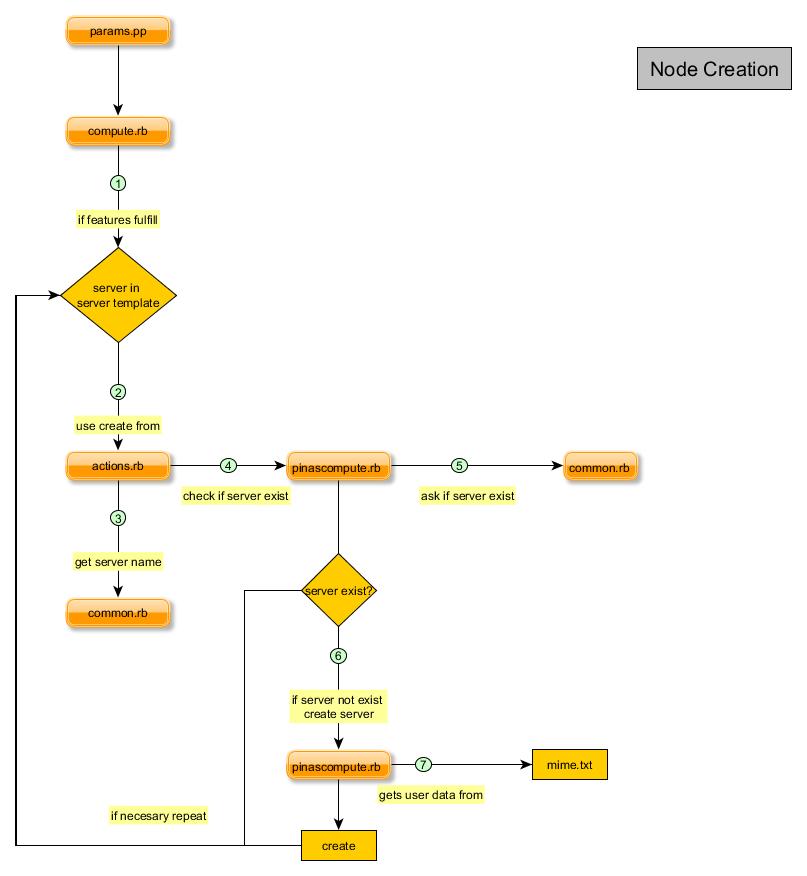 params.pp
Node Creation
compute.rb
1
if features fulfill
server in
server template
2
use create from
actions.rb
4
pinascompute.rb
5
common.rb
check if server exist
ask if server exist
3
get server name
server exist?
common.rb
6
if server not exist
create server
pinascompute.rb
7
mime.txt
gets user data from
if necesary repeat
create